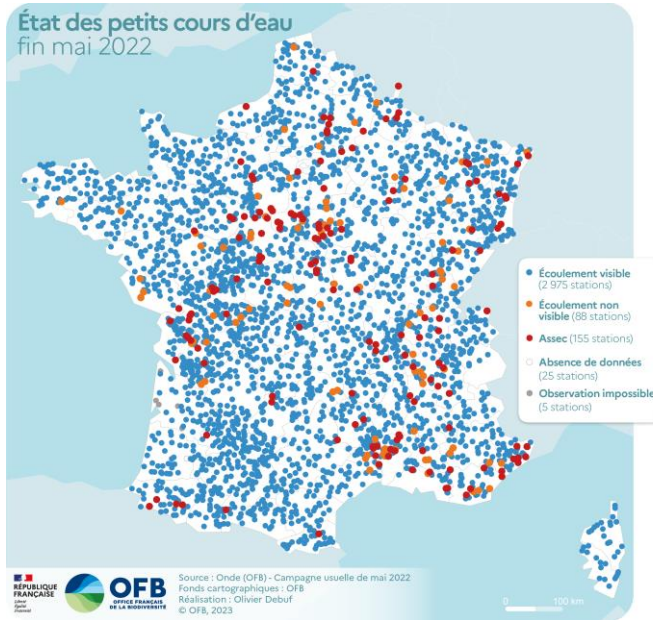 État des petits cours d'eau
fin mai 2022
Écoulement visible
(2 975 stations)
Écoulement non
visible (88 stations)
Assec (155 stations)
Absence de données
(25 stations)
Observation impossible
(5 stations)
RÉPUBLIQUE
FRANÇAISE
Liberté
Égalité
Fraternité
OFB
OFFICE FRANÇAIS
DE LA BIODIVERSITÉ
Source : Onde (OFB) - Campagne usuelle de mai 2022
Fonds cartographiques : OFB
Réalisation : Olivier Debuf
© OFB, 2023
0 100 km